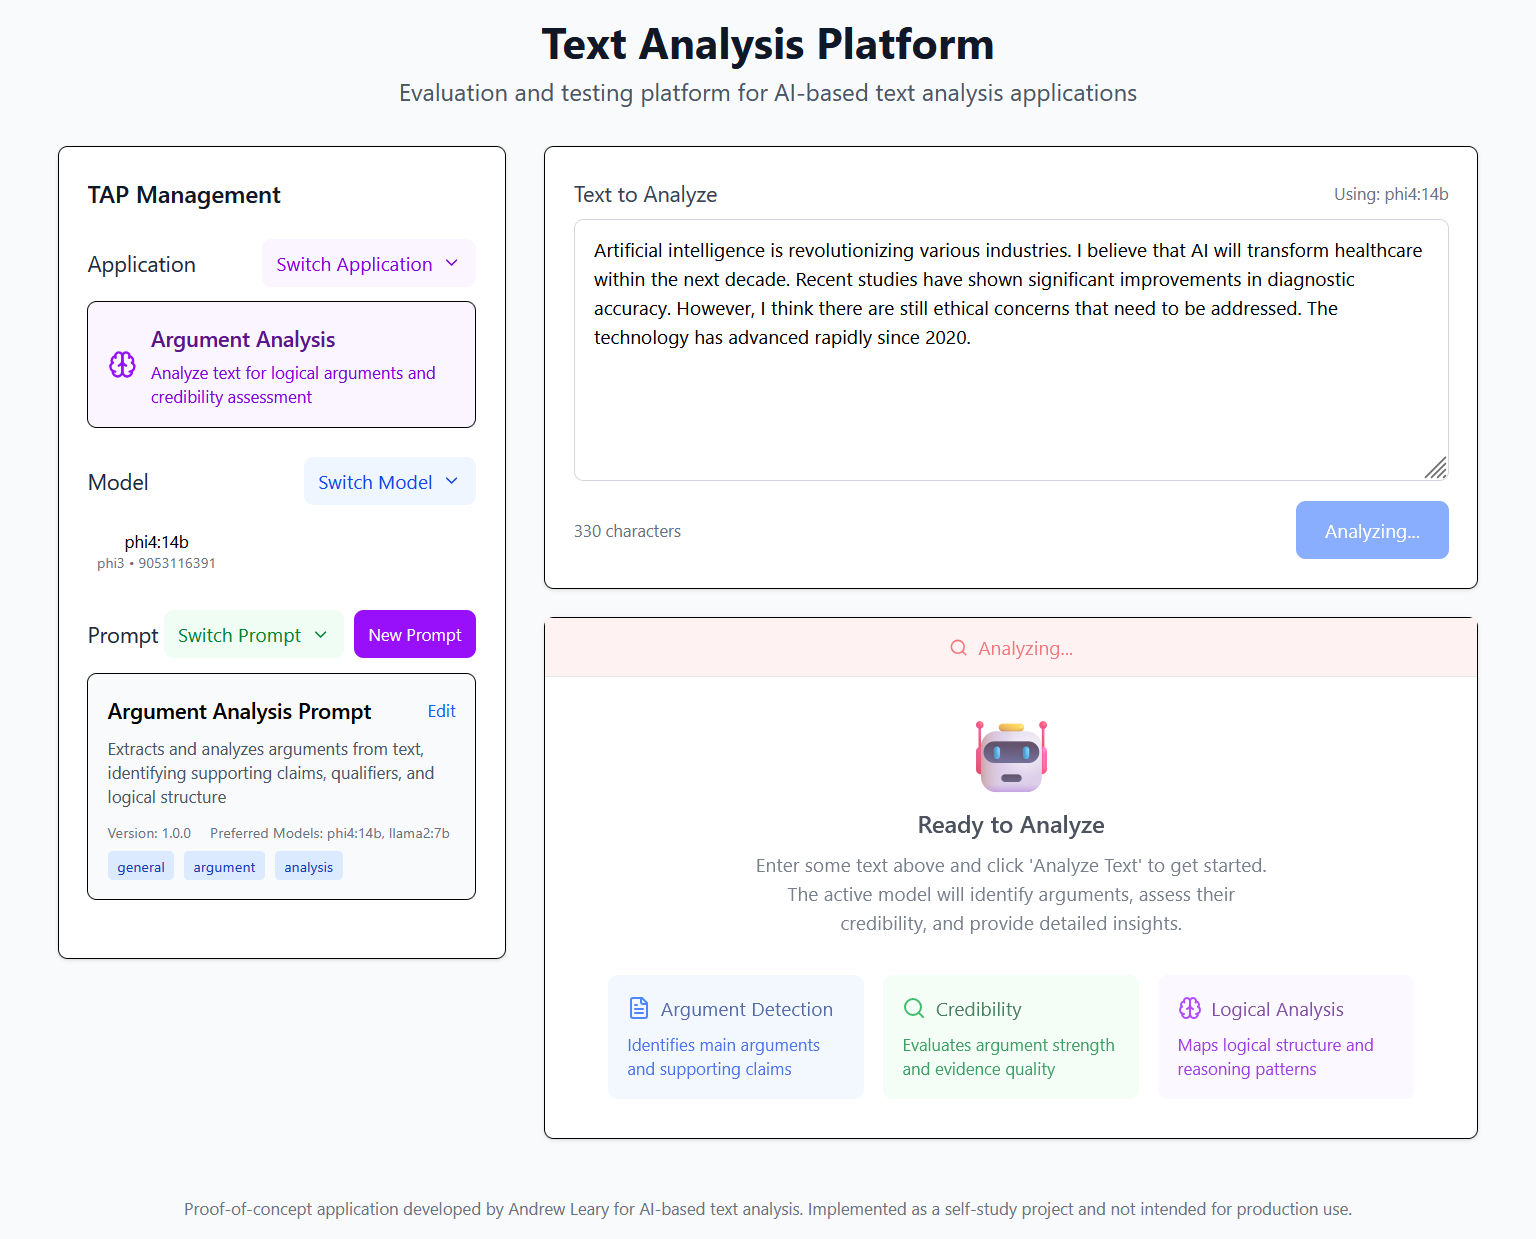 Text Analysis Platform
Evaluation and testing platform for AI-based text analysis applications
TAP Management
Application
Switch Application
Argument Analysis
Analyze text for logical arguments and
credibility assessment
Model
Switch Model
phi4:14b
phi3 • 9053116391
Prompt
Switch Prompt
New Prompt
Argument Analysis Prompt
Edit
Extracts and analyzes arguments from text,
identifying supporting claims, qualifiers, and
logical structure
Version: 1.0.0
Preferred Models: phi4:14b, llama2:7b
general
argument
analysis
Text to Analyze
Using: phi4:14b
Artificial intelligence is revolutionizing various industries. I believe that AI will transform healthcare
within the next decade. Recent studies have shown significant improvements in diagnostic
accuracy. However, I think there are still ethical concerns that need to be addressed. The
technology has advanced rapidly since 2020.
330 characters
Analyzing...
Analyzing...
Ready to Analyze
Enter some text above and click 'Analyze Text' to get started.
The active model will identify arguments, assess their
credibility, and provide detailed insights.
Argument Detection
Identifies main arguments
and supporting claims
Credibility
Evaluates argument strength
and evidence quality
Logical Analysis
Maps logical structure and
reasoning patterns
Proof-of-concept application developed by Andrew Leary for AI-based text analysis. Implemented as a self-study project and not intended for production use.